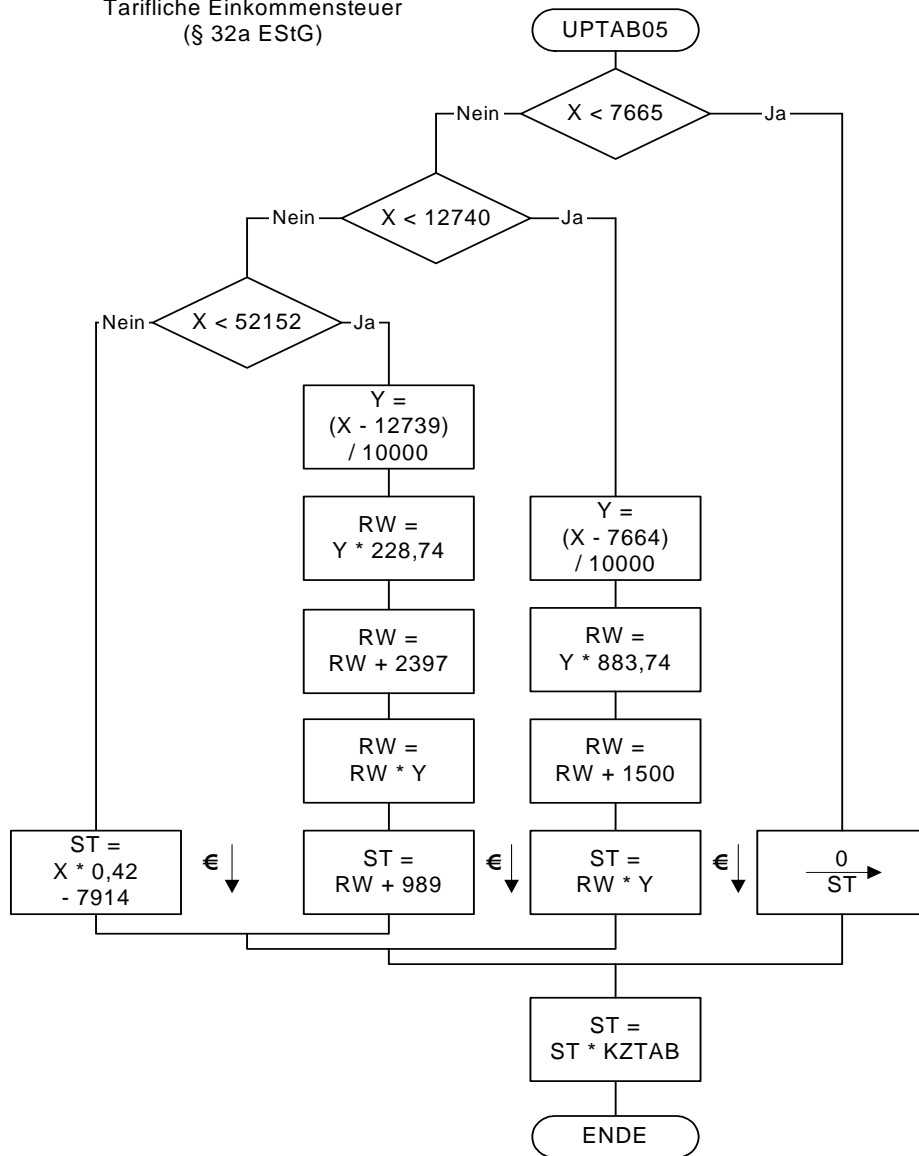 Tarifliche Einkommensteuer
(§ 32a EStG)
UPTAB05
Nein
X < 7665
Ja
Nein
X < 12740
Ja
Nein
X < 52152
Ja
Y =
(X - 12739)
/ 10000
RW =
Y * 228,74
Y =
(X - 7664)
/ 10000
RW =
RW + 2397
RW =
Y * 883,74
RW =
RW * Y
RW =
RW + 1500
ST =
X * 0,42
- 7914
€
ST =
RW + 989
€
ST =
RW * Y
€
0
ST
ST =
ST * KZTAB
ENDE